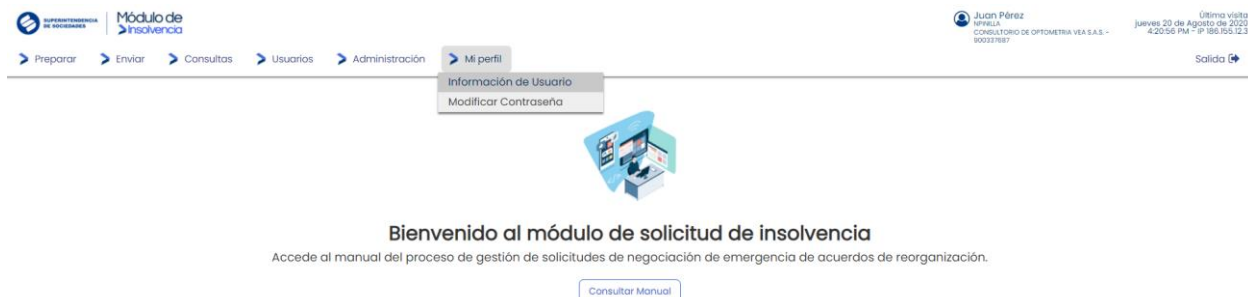 SUPERINTENDENCIA
DE SOCIEDADES
Módulo de
Insolvencia
Juan Pérez
NPINILLA
CONSULTORIO DE OPTOMETRIA VEA S.A.S. -
900337687
Última visita
jueves 20 de Agosto de 2020
4:20:56 PM - IP 186.155.12.3
Preparar
Enviar
Consultas
Usuarios
Administración
Mi perfil
Salida
Información de Usuario
Modificar Contraseña
Bienvenido al módulo de solicitud de insolvencia
Accede al manual del proceso de gestión de solicitudes de negociación de emergencia de acuerdos de reorganización.
Consultar Manual